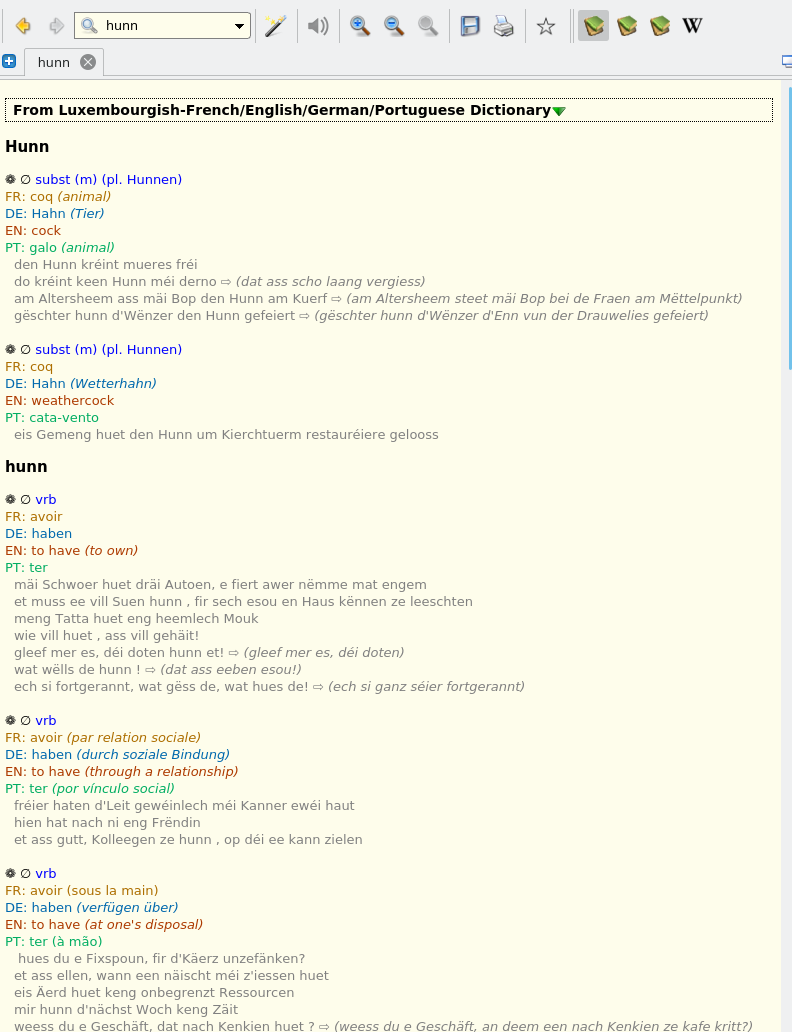 hunn
W
hunn
From Luxembourgish-French/English/German/Portuguese Dictionary
Hunn
❁ ∅ subst (m) (pl. Hunnen)
FR: coq (animal)
DE: Hahn (Tier)
EN: cock
PT: galo (animal)
den Hunn kréint mueres fréi
do kréint keen Hunn méi derno ⇨ (dat ass scho laang vergiess)
am Altersheem ass mäi Bop den Hunn am Kuerf ⇨ (am Altersheem steet mäi Bop bei de Fraen am Mëttelpunkt)
gëschter hunn d'Wënzer den Hunn gefeiert ⇨ (gëschter hunn d'Wënzer d'Enn vun der Drauwelies gefeiert)
❁ ∅ subst (m) (pl. Hunnen)
FR: coq
DE: Hahn (Wetterhahn)
EN: weathercock
PT: cata-vento
eis Gemeng huet den Hunn um Kierchtuerm restauréiere gelooss
hunn
❁ ∅ vrb
FR: avoir
DE: haben
EN: to have (to own)
PT: ter
mäi Schwoer huet dräi Autoen, e fiert awer nëmme mat engem
et muss ee vill Suen hunn , fir sech esou en Haus kënnen ze leeschten
meng Tatta huet eng heemlech Mouk
wie vill huet , ass vill gehäit!
gleef mer es, déi doten hunn et! ⇨ (gleef mer es, déi doten)
wat wëlls de hunn ! ⇨ (dat ass eeben esou!)
ech si fortgerannt, wat gëss de, wat hues de! ⇨ (ech si ganz séier fortgerannt)
❁ ∅ vrb
FR: avoir (par relation sociale)
DE: haben (durch soziale Bindung)
EN: to have (through a relationship)
PT: ter (por vínculo social)
fréier haten d'Leit gewéinlech méi Kanner ewéi haut
hien hat nach ni eng Frëndin
et ass gutt, Kolleegen ze hunn , op déi ee kann zielen
❁ ∅ vrb
FR: avoir (sous la main)
DE: haben (verfügen über)
EN: to have (at one's disposal)
PT: ter (à mão)
hues du e Fixspoun, fir d'Käerz unzefänken?
et ass ellen, wann een näischt méi z'iessen huet
eis Äerd huet keng onbegrenzt Ressourcen
mir hunn d'nächst Woch keng Zäit
weess du e Geschäft, dat nach Kenkien huet ? ⇨ (weess du e Geschäft, an deem een nach Kenkien ze kafe kritt?)